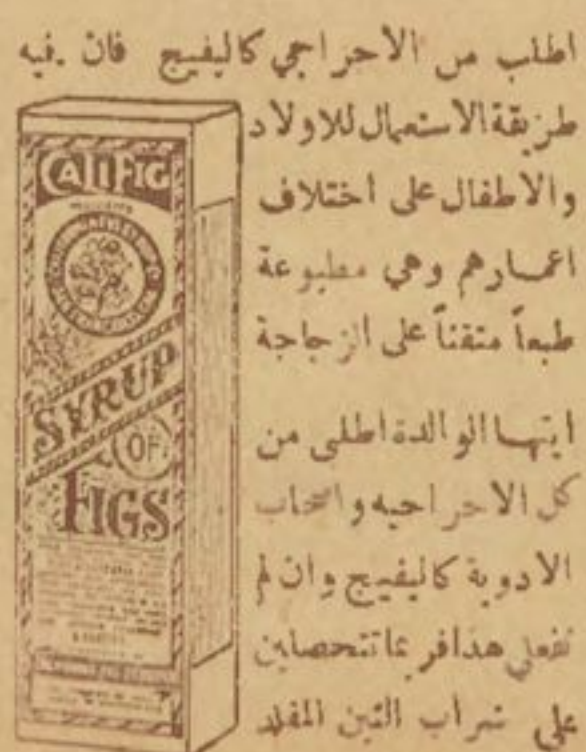 اطلب من الاجزاجي كاليفيج فان فيه
طريقة الاستعمال للاولاد
والاطفال على اختلاف
اعمارهم وهي مطبوعة
طبعاً متقناً على الزجاجة
ايتها الوالدة اطلبي من
كل الاجزاجيه واصحاب
الادوية كاليفيج وان لم
تفعلي هذا فربما تتحصلين
على شراب التين المقلد
CALIFIG
SYRUP
OF
FIGS